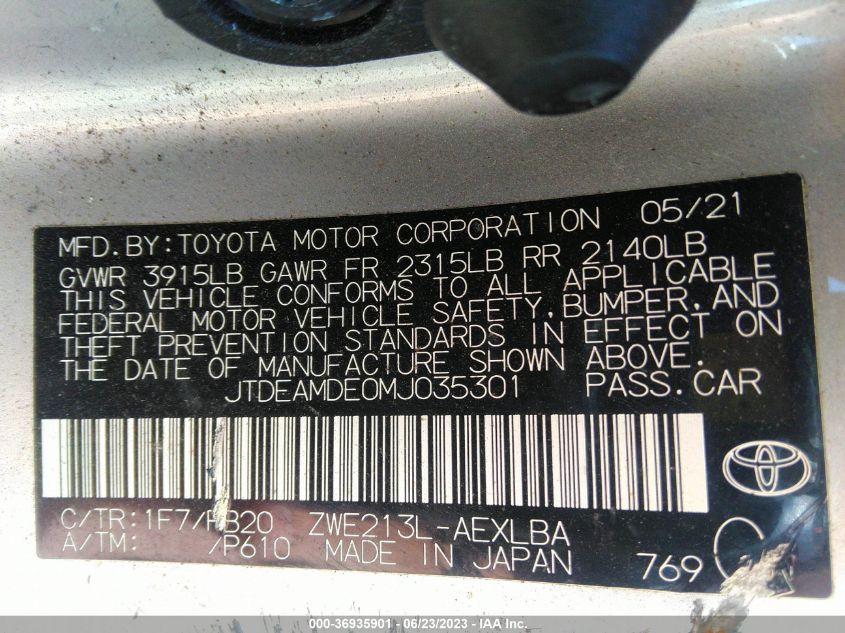 MFD.BY:TOYOTA MOTOR CORPORATION 05/21
GVWR 3915LB GAWR FR 2315LB RR 2140LB
THIS VEHICLE CONFORMS TO ALL APPLICABLE
FEDERAL MOTOR VEHICLE SAFETY,BUMPER,AND
THEFT PREVENTION STANDARDS IN EFFECT ON
THE DATE OF MANUFACTURE SHOWN ABOVE.
JTDEAMDE0MJ035301 PASS.CAR
C/TR:1F7/FB20 ZWE213L-AEXLBA
A/TM: /P610 MADE IN JAPAN 769
C
000-36935901 - 06/23/2023 - IAA Inc.